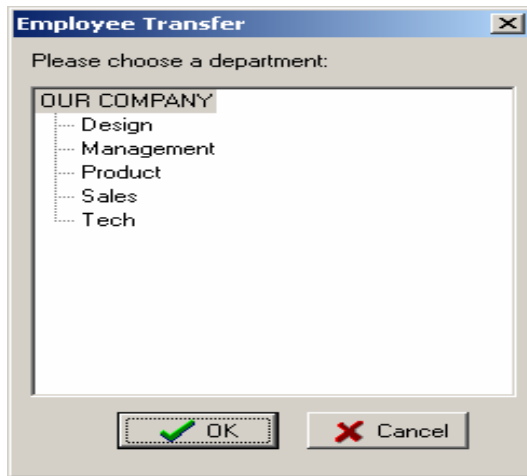 Employee Transfer
Please choose a department:
OUR COMPANY
Design
Management
Product
Sales
Tech
OK
Cancel